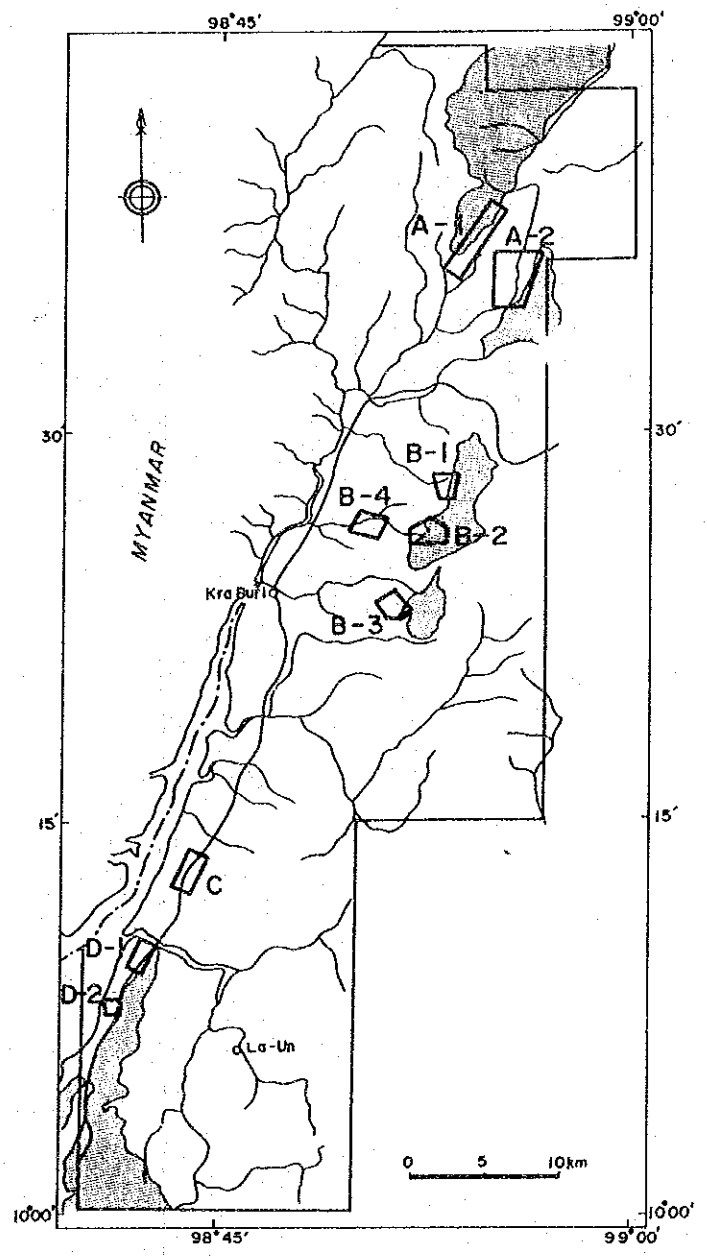 98°45′ 99°00′
A-1
A-2
30′ 30′
B-1
B-4
B-2
MYANMAR
Kra Buri
B-3
15′ 15′
C
D-1
D-2
La-Un
0 5 10km
10°00′ 10°00′
98°45′ 99°00′